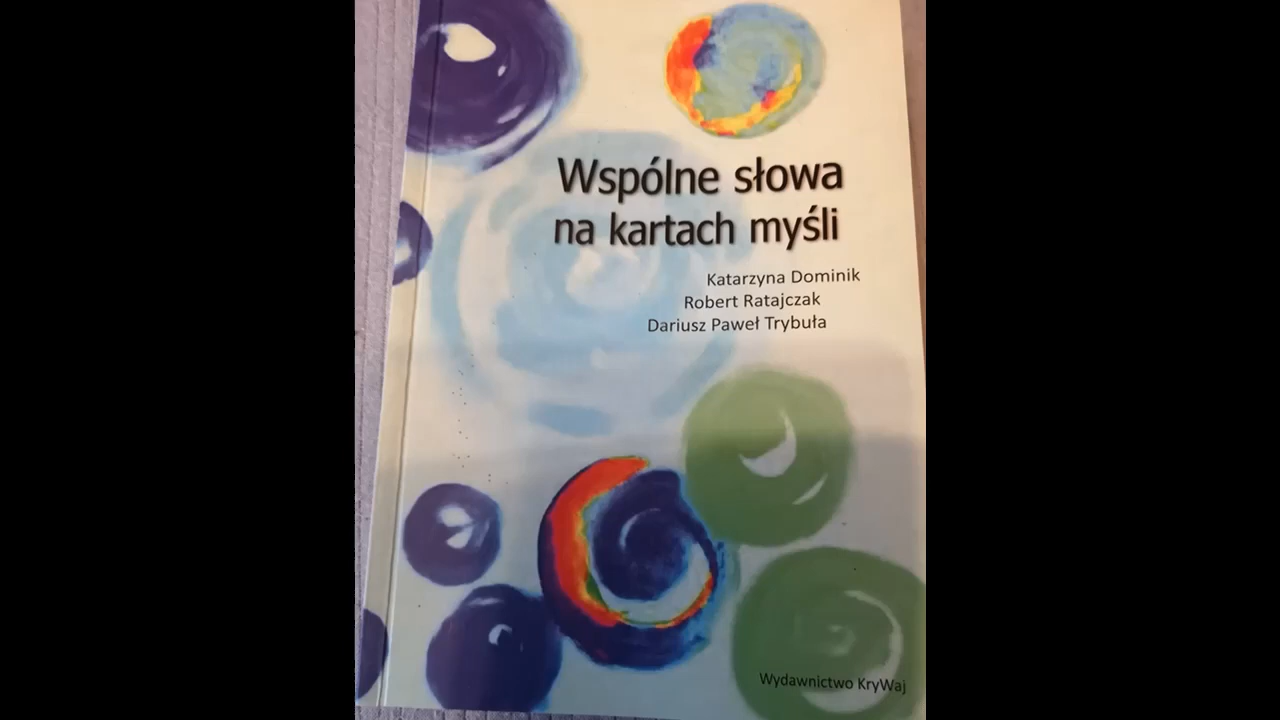 Wspólne słowa
na kartach myśli
Katarzyna Dominik
Robert Ratajczak
Dariusz Paweł Trybuła
Wydawnictwo KryWaj